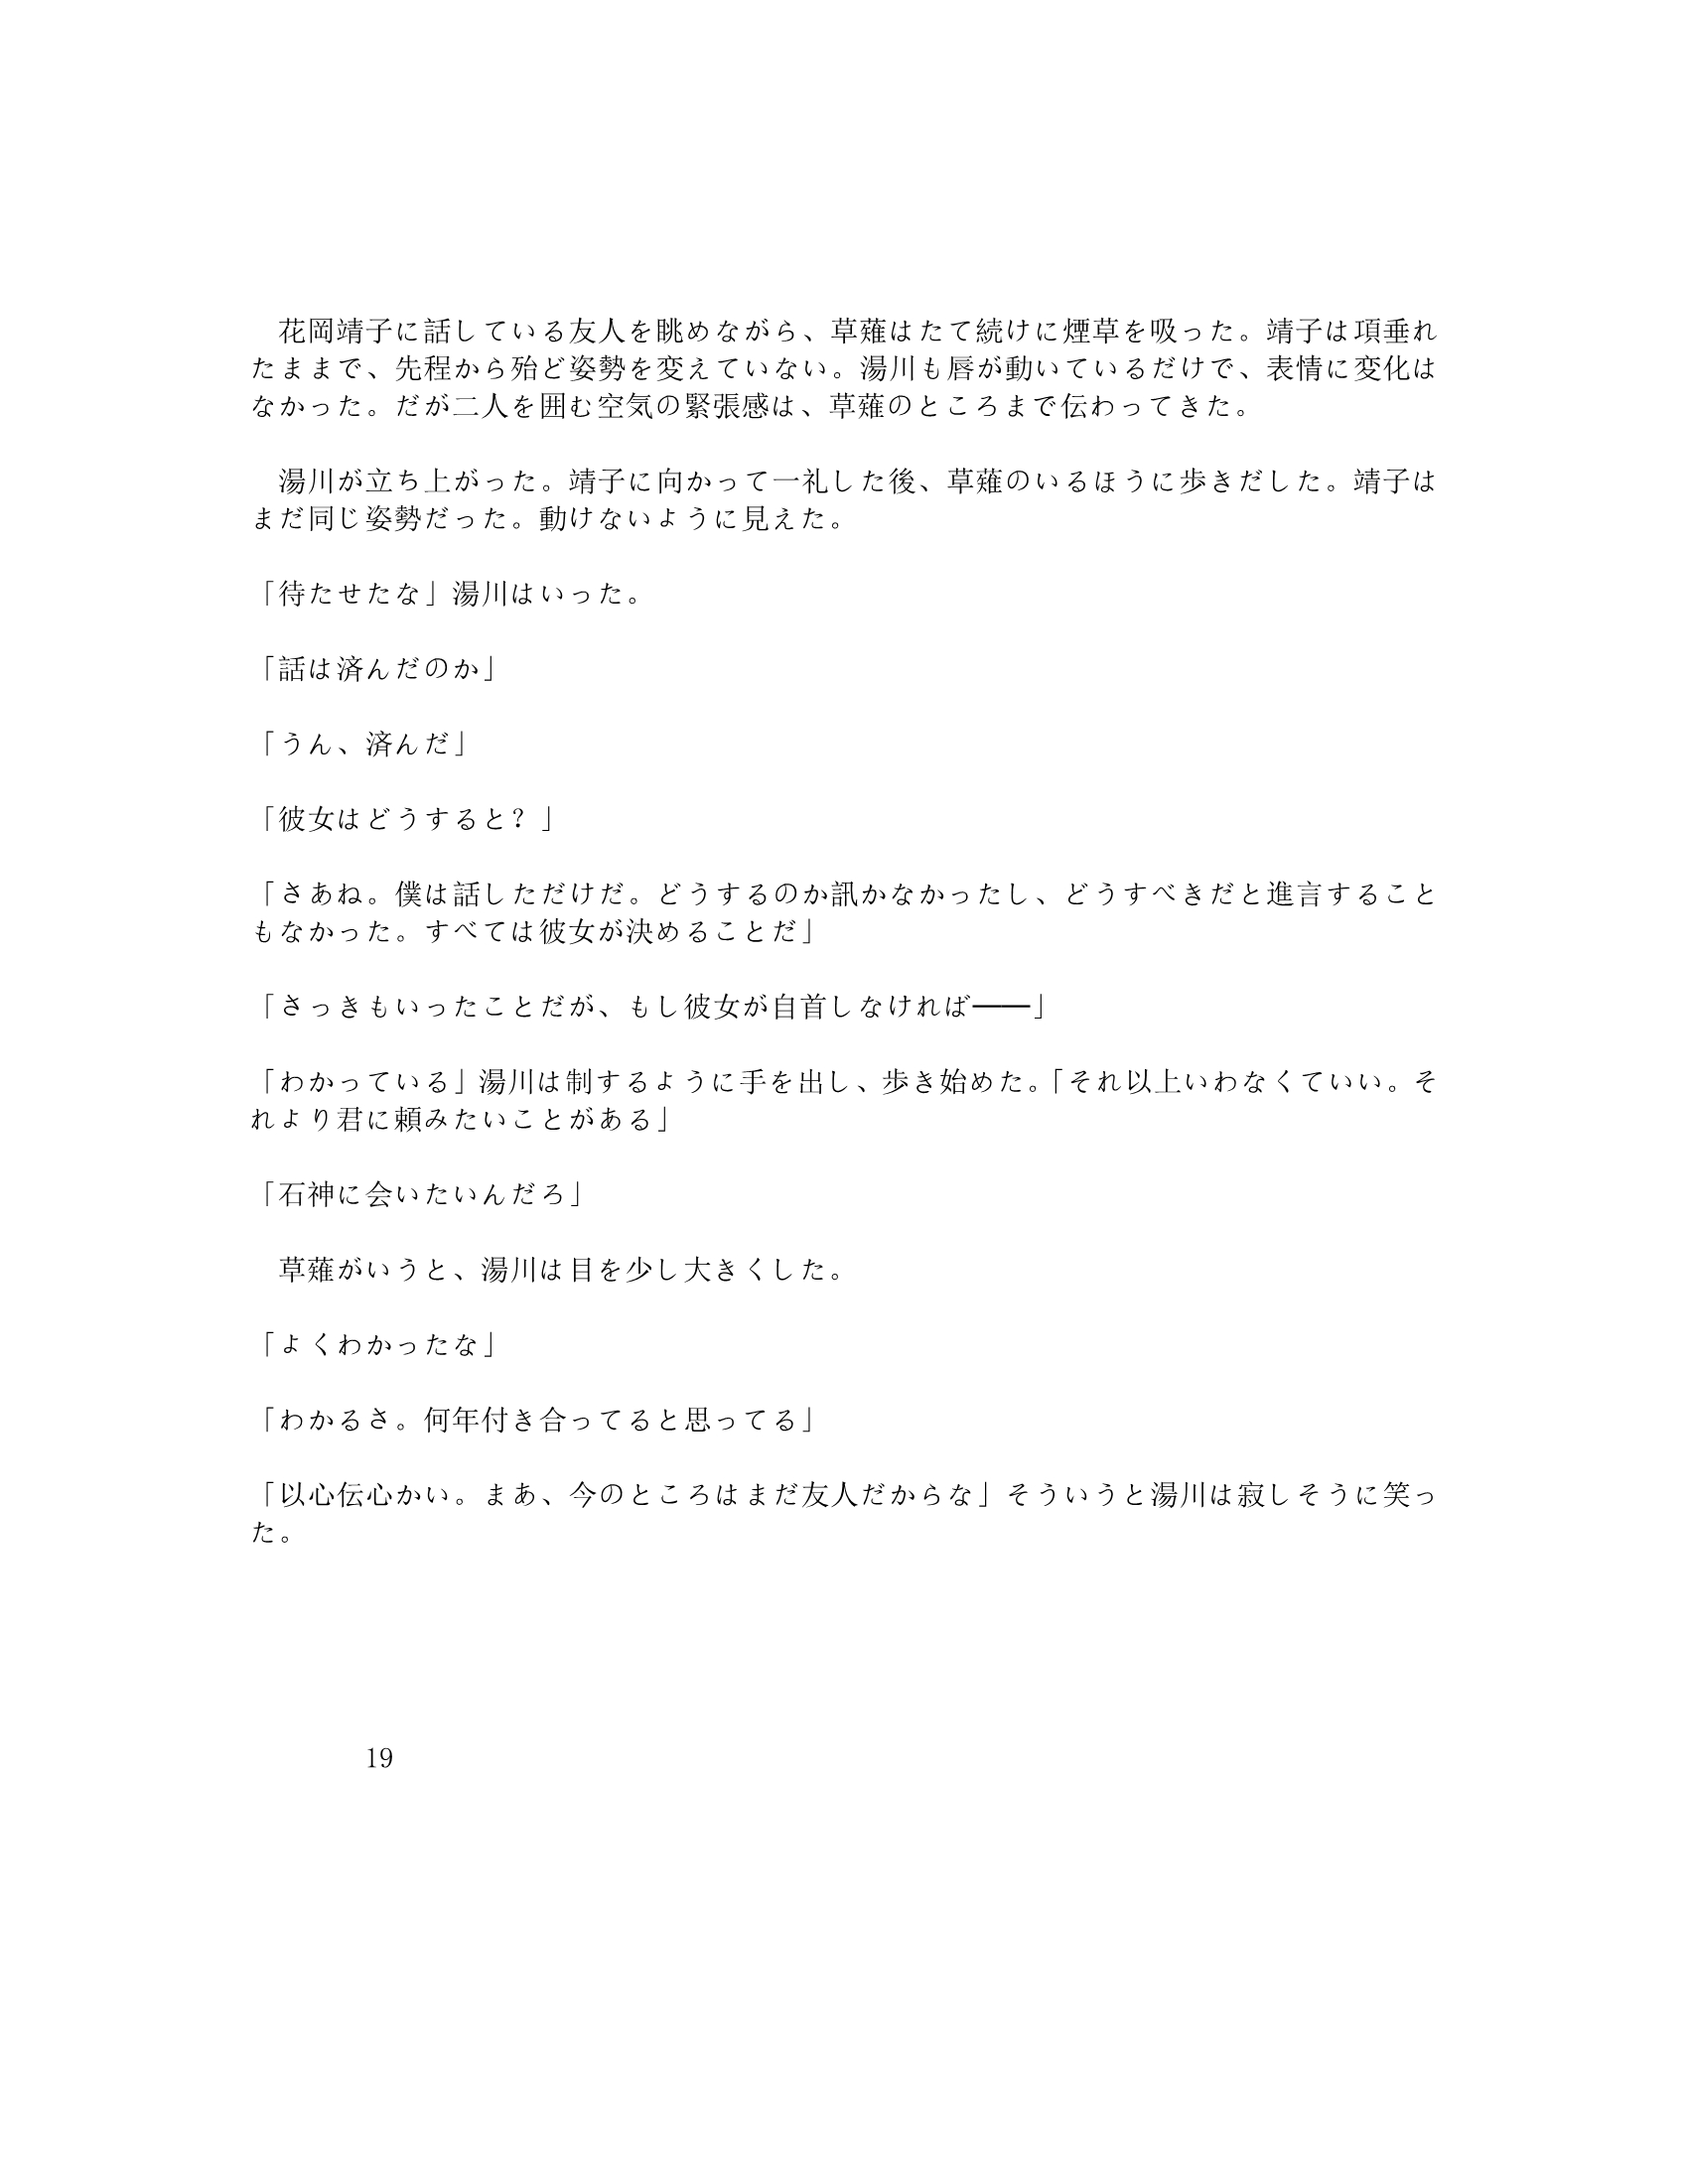 花岡靖子に話している友人を眺めながら、草薙はたて続けに煙草を吸った。靖子は項垂れ
たままで、先程から殆ど姿勢を変えていない。湯川も唇が動いているだけで、表情に変化は
なかった。だが二人を囲む空気の緊張感は、草薙のところまで伝わってきた。
　湯川が立ち上がった。靖子に向かって一礼した後、草薙のいるほうに歩きだした。靖子は
まだ同じ姿勢だった。動けないように見えた。
「待たせたな」湯川はいった。
「話は済んだのか」
「うん、済んだ」
「彼女はどうすると？」
「さあね。僕は話しただけだ。どうするのか訊かなかったし、どうすべきだと進言すること
もなかった。すべては彼女が決めることだ」
「さっきもいったことだが、もし彼女が自首しなければ――」
「わかっている」湯川は制するように手を出し、歩き始めた。「それ以上いわなくていい。そ
れより君に頼みたいことがある」
「石神に会いたいんだろ」
　草薙がいうと、湯川は目を少し大きくした。
「よくわかったな」
「わかるさ。何年付き合ってると思ってる」
「以心伝心かい。まあ、今のところはまだ友人だからな」そういうと湯川は寂しそうに笑っ
た。
19